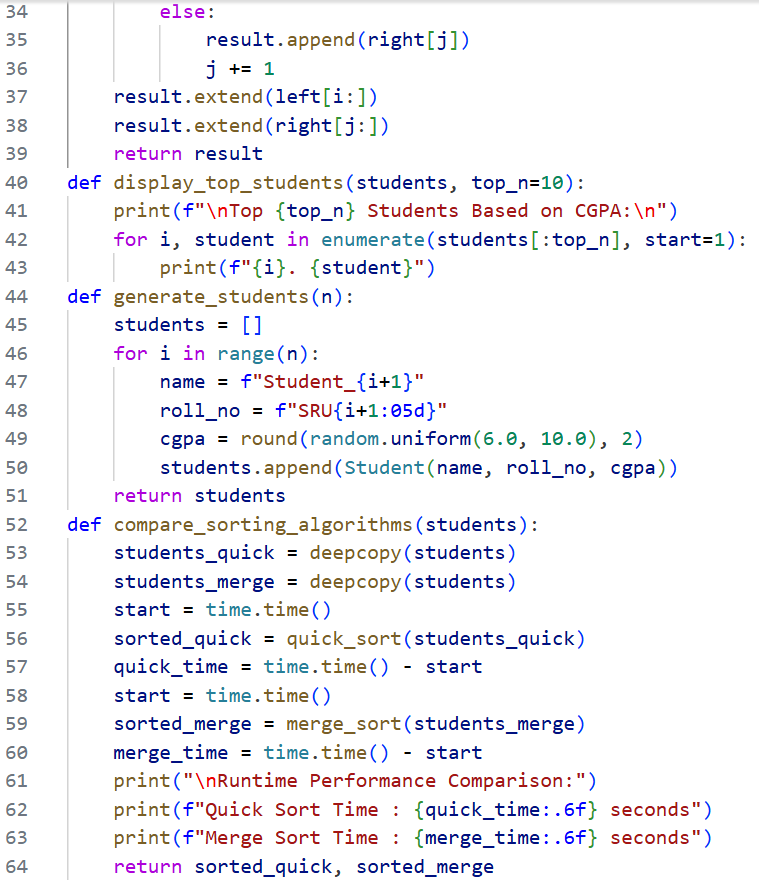 34            else:
35                result.append(right[j])
36                j += 1
37        result.extend(left[i:])
38        result.extend(right[j:])
39        return result
40    def display_top_students(students, top_n=10):
41        print(f"\nTop {top_n} Students Based on CGPA:\n")
42        for i, student in enumerate(students[:top_n], start=1):
43            print(f"{i}. {student}")
44    def generate_students(n):
45        students = []
46        for i in range(n):
47            name = f"Student_{i+1}"
48            roll_no = f"SRU{i+1:05d}"
49            cgpa = round(random.uniform(6.0, 10.0), 2)
50            students.append(Student(name, roll_no, cgpa))
51        return students
52    def compare_sorting_algorithms(students):
53        students_quick = deepcopy(students)
54        students_merge = deepcopy(students)
55        start = time.time()
56        sorted_quick = quick_sort(students_quick)
57        quick_time = time.time() - start
58        start = time.time()
59        sorted_merge = merge_sort(students_merge)
60        merge_time = time.time() - start
61        print("\nRuntime Performance Comparison:")
62        print(f"Quick Sort Time : {quick_time:.6f} seconds")
63        print(f"Merge Sort Time : {merge_time:.6f} seconds")
64        return sorted_quick, sorted_merge